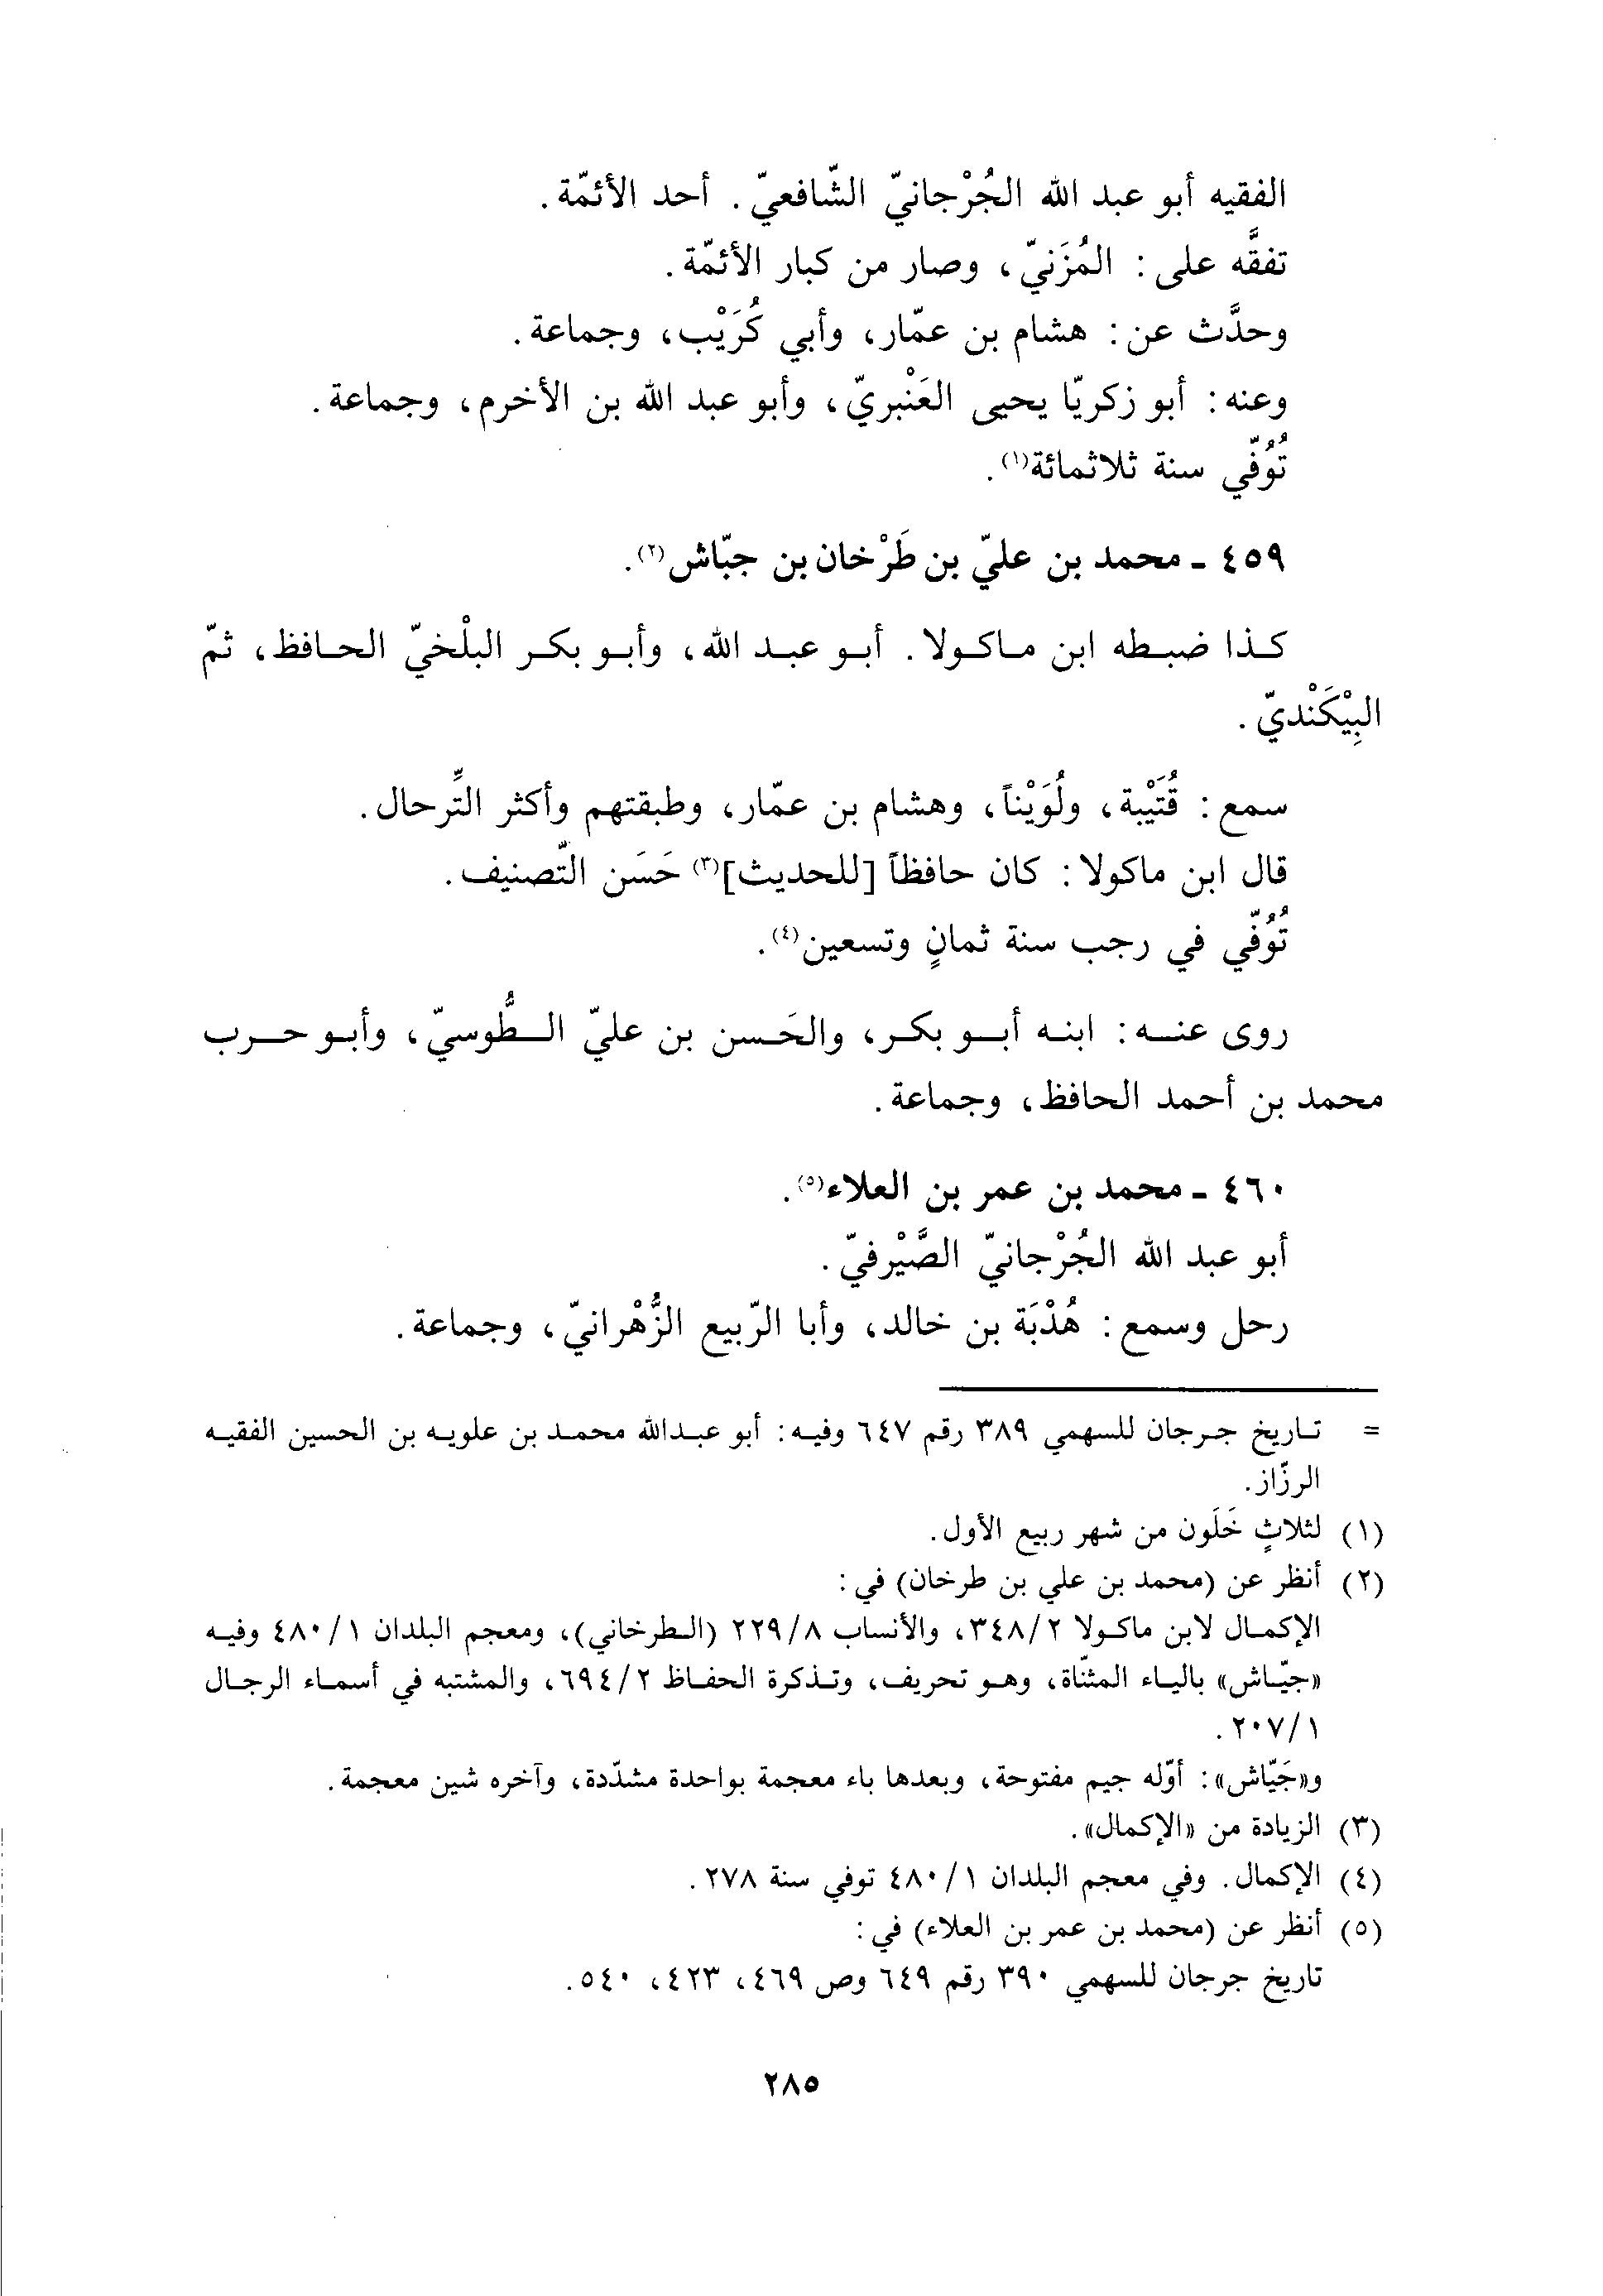 الفقيه أبو عبد الله الجُرْجانيّ الشّافعيّ. أحد الأئمّة.
تفقَّه على: المُزَنيّ، وصار من كبار الأئمّة.
وحدَّث عن: هشام بن عمّار، وأبي كُرَيْب، وجماعة.
وعنه: أبو زكريّا يحيى العَنْبريّ، وأبو عبد الله بن الأخرم، وجماعة.
تُوُفّي سنة ثلاثمائة(١).
٤٥٩ ـ محمد بن عليّ بن طَرْخان بن جبّاش(٢).
كذا ضبطه ابن ماكولا. أبو عبد الله، وأبو بكر البلْخيّ الحافظ، ثمّ
البِيْكَنْديّ.
سمع: قُتَيْبة، ولُوَيْناً، وهشام بن عمّار، وطبقتهم وأكثر التِّرحال.
قال ابن ماكولا: كان حافظاً [للحديث](٣) حَسَن التّصنيف.
تُوُفّي في رجب سنة ثمانٍ وتسعين(٤).
روى عنه: ابنه أبو بكر، والحَسن بن عليّ الطُّوسيّ، وأبو حرب
محمد بن أحمد الحافظ، وجماعة.
٤٦٠ ـ محمد بن عمر بن العلاء(٥).
أبو عبد الله الجُرْجانيّ الصَّيْرفيّ.
رحل وسمع: هُدْبَة بن خالد، وأبا الرّبيع الزُّهْرانيّ، وجماعة.
= تاريخ جرجان للسهمي ٣٨٩ رقم ٦٤٧ وفيه: أبو عبدالله محمد بن علويه بن الحسين الفقيه
الرزّاز.
(١) لثلاثٍ خَلَون من شهر ربيع الأول.
(٢) أنظر عن (محمد بن علي بن طرخان) في:
الإكمال لابن ماكولا ٣٤٨/٢، والأنساب ٢٢٩/٨ (الطرخاني)، ومعجم البلدان ٤٨٠/١ وفيه
«جيّاش» بالياء المثنّاة، وهو تحريف، وتذكرة الحفاظ ٦٩٤/٢، والمشتبه في أسماء الرجال
٢٠٧/١.
و«جَبّاش»: أوّله جيم مفتوحة، وبعدها باء معجمة بواحدة مشدّدة، وآخره شين معجمة.
(٣) الزيادة من «الإكمال».
(٤) الإكمال. وفي معجم البلدان ٤٨٠/١ توفي سنة ٢٧٨.
(٥) أنظر عن (محمد بن عمر بن العلاء) في:
تاريخ جرجان للسهمي ٣٩٠ رقم ٦٤٩ وص ٤٦٩، ٤٢٣، ٥٤٠.
٢٨٥